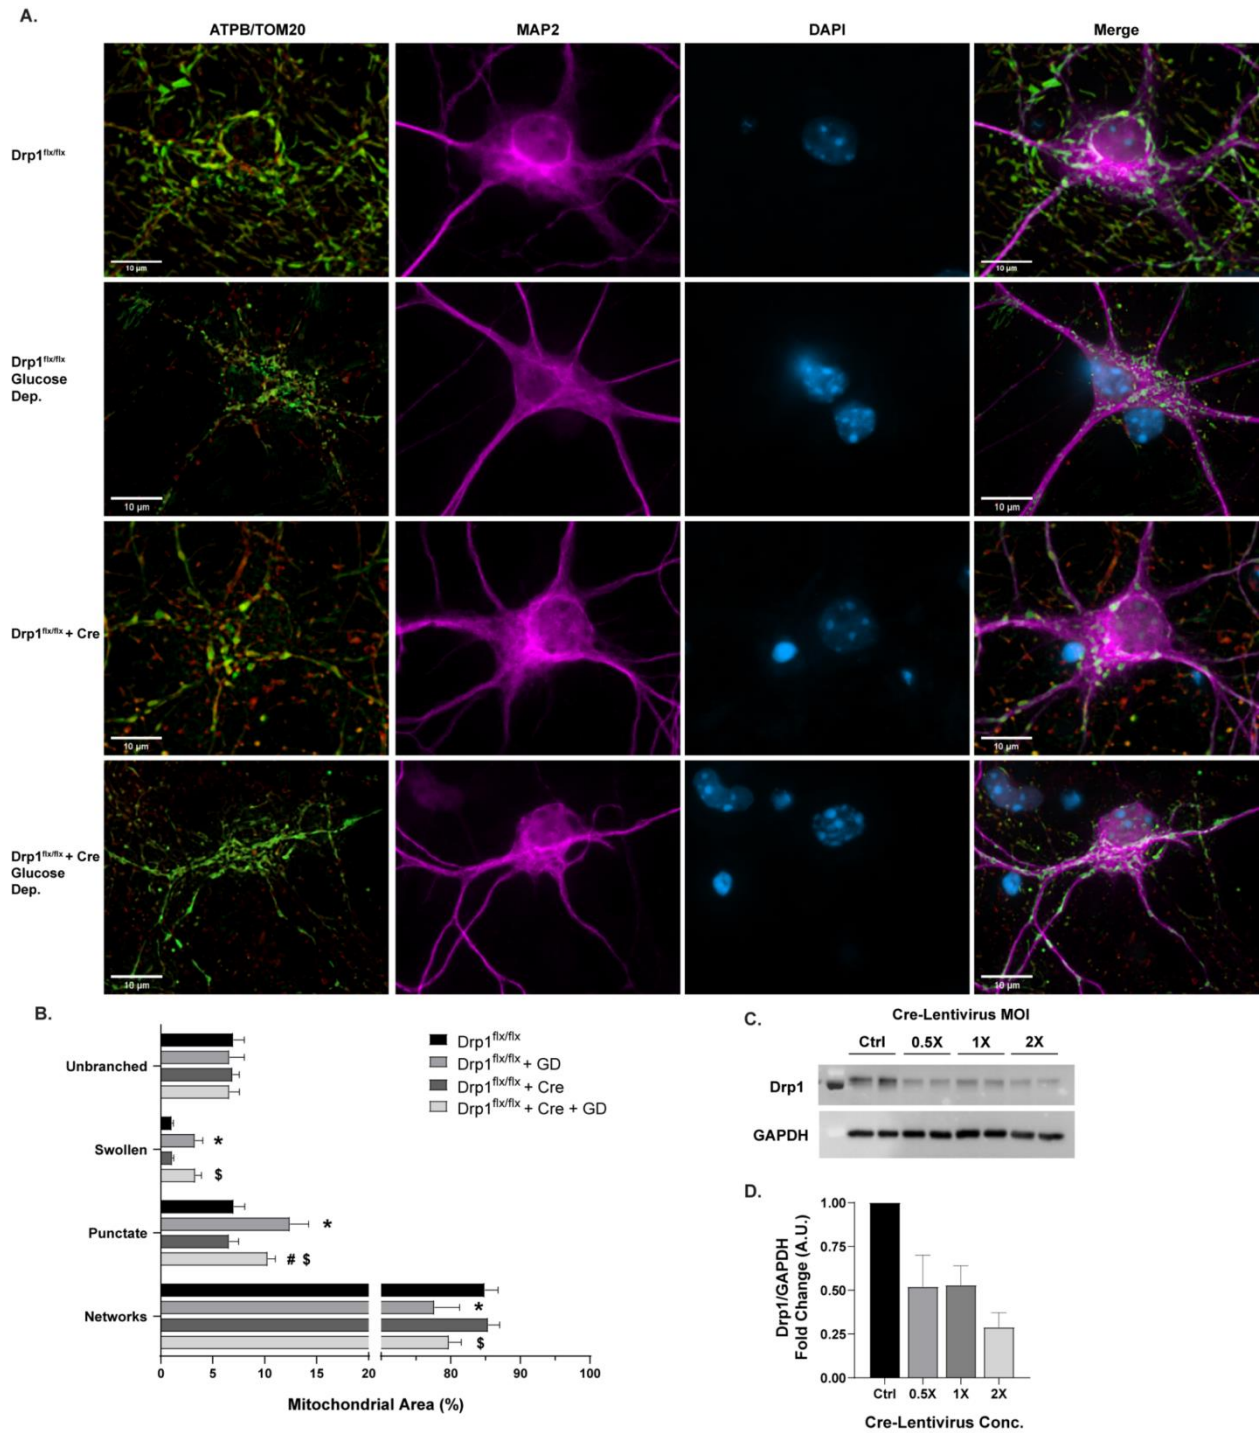 A.
ATPB/TOM20 MAP2 DAPI Merge
Drp1flx/flx
10 µm
10 µm
Drp1flx/flx
Glucose
Dep.
10 µm
10 µm
Drp1flx/flx + Cre
10 µm
10 µm
Drp1flx/flx + Cre
Glucose
Dep.
10 µm
10 µm
B.
Unbranched
Swollen
Punctate
Networks
* $
* # $
* $
0 5 10 15 20 80 90 100
Mitochondrial Area (%)
Drp1flx/flx
Drp1flx/flx + GD
Drp1flx/flx + Cre
Drp1flx/flx + Cre + GD
C.
Cre-Lentivirus MOI
Ctrl 0.5X 1X 2X
Drp1
GAPDH
D.
Drp1/GAPDH
Fold Change (A.U.)
1.00
0.75
0.50
0.25
0.00
Ctrl 0.5X 1X 2X
Cre-Lentivirus Conc.